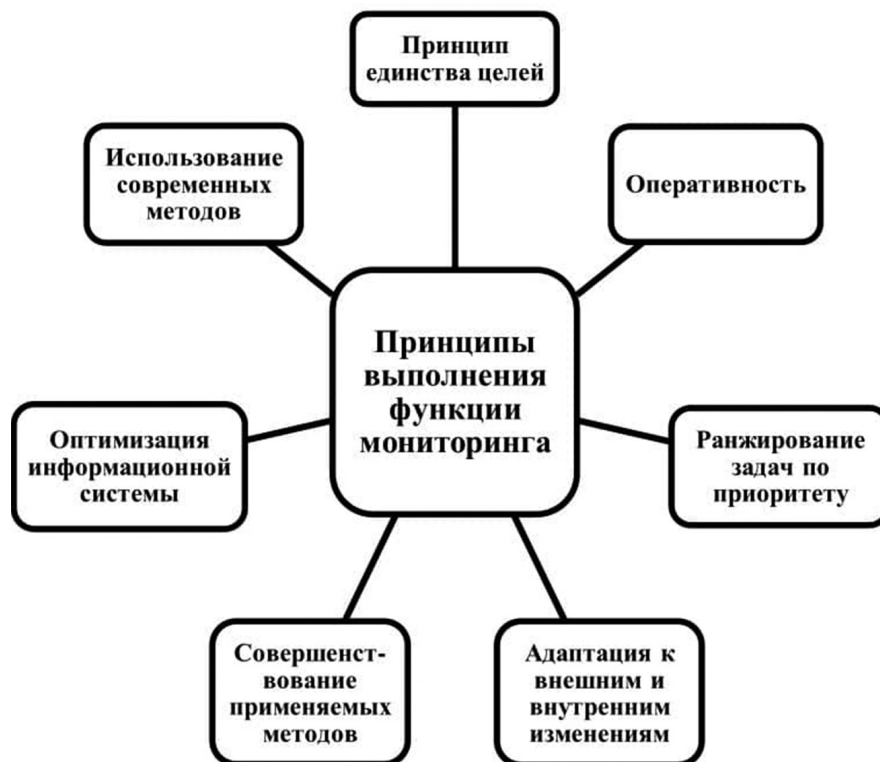 Принцип
единства целей
Использование
современных
методов
Оперативность
Принципы
выполнения
функции
мониторинга
Оптимизация
информационной
системы
Ранжирование
задач по
приоритету
Совершенст-
вование
применяемых
методов
Адаптация к
внешним и
внутренним
изменениям